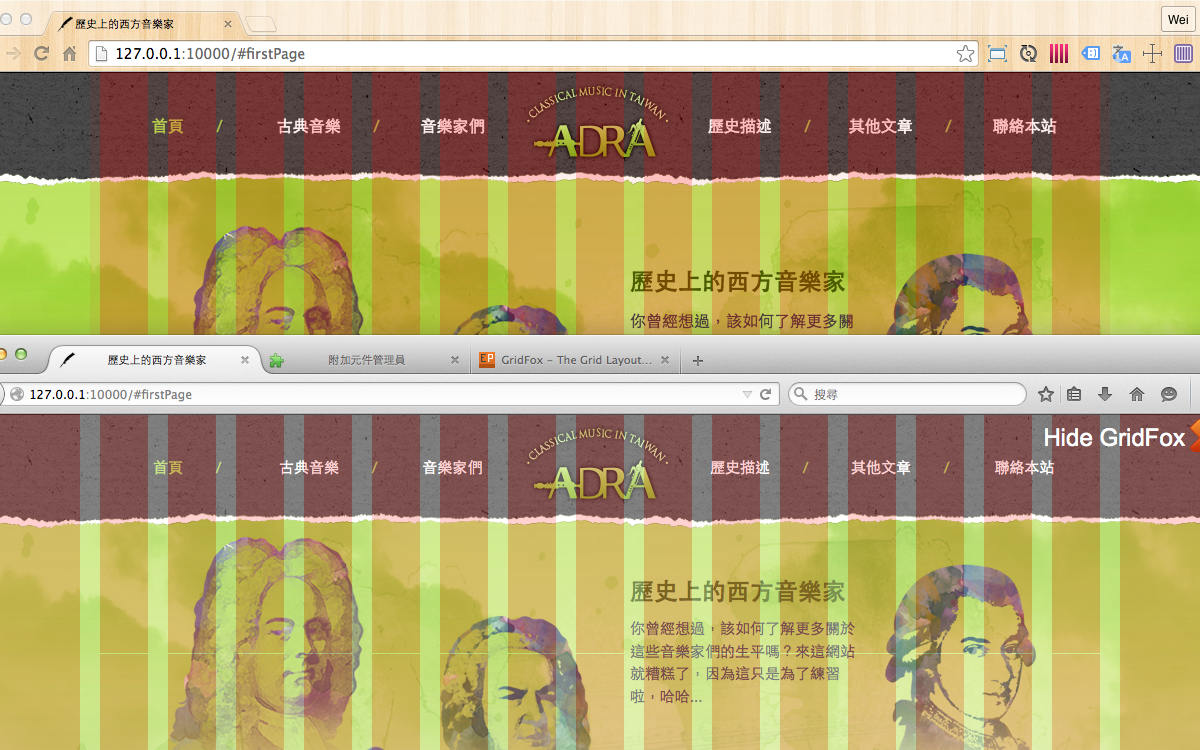 歷史上的西方音樂家
Wei
127.0.0.1:10000/#firstPage
首頁 / 古典音樂 / 音樂家們
· CLASSICAL MUSIC IN TAIWAN ·
ADRA
歷史描述 / 其他文章 / 聯絡本站
歷史上的西方音樂家
你曾經想過，該如何了解更多關
歷史上的西方音樂家
附加元件管理員
EP GridFox – The Grid Layout...
127.0.0.1:10000/#firstPage
搜尋
Hide GridFox
首頁 / 古典音樂 / 音樂家們
· CLASSICAL MUSIC IN TAIWAN ·
ADRA
歷史描述 / 其他文章 / 聯絡本站
歷史上的西方音樂家
你曾經想過，該如何了解更多關於
這些音樂家們的生平嗎？來這網站
就糟糕了，因為這只是為了練習
啦，哈哈...